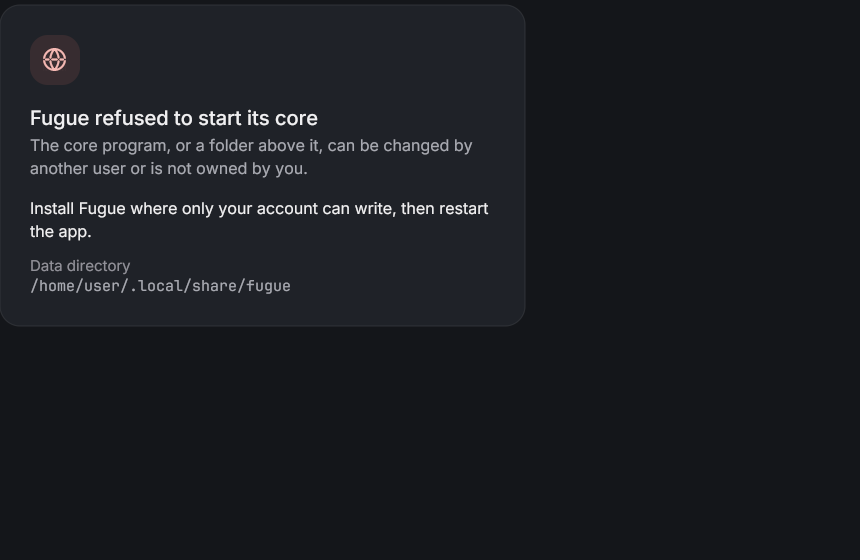 Fugue refused to start its core
The core program, or a folder above it, can be changed by
another user or is not owned by you.
Install Fugue where only your account can write, then restart
the app.
Data directory
/home/user/.local/share/fugue